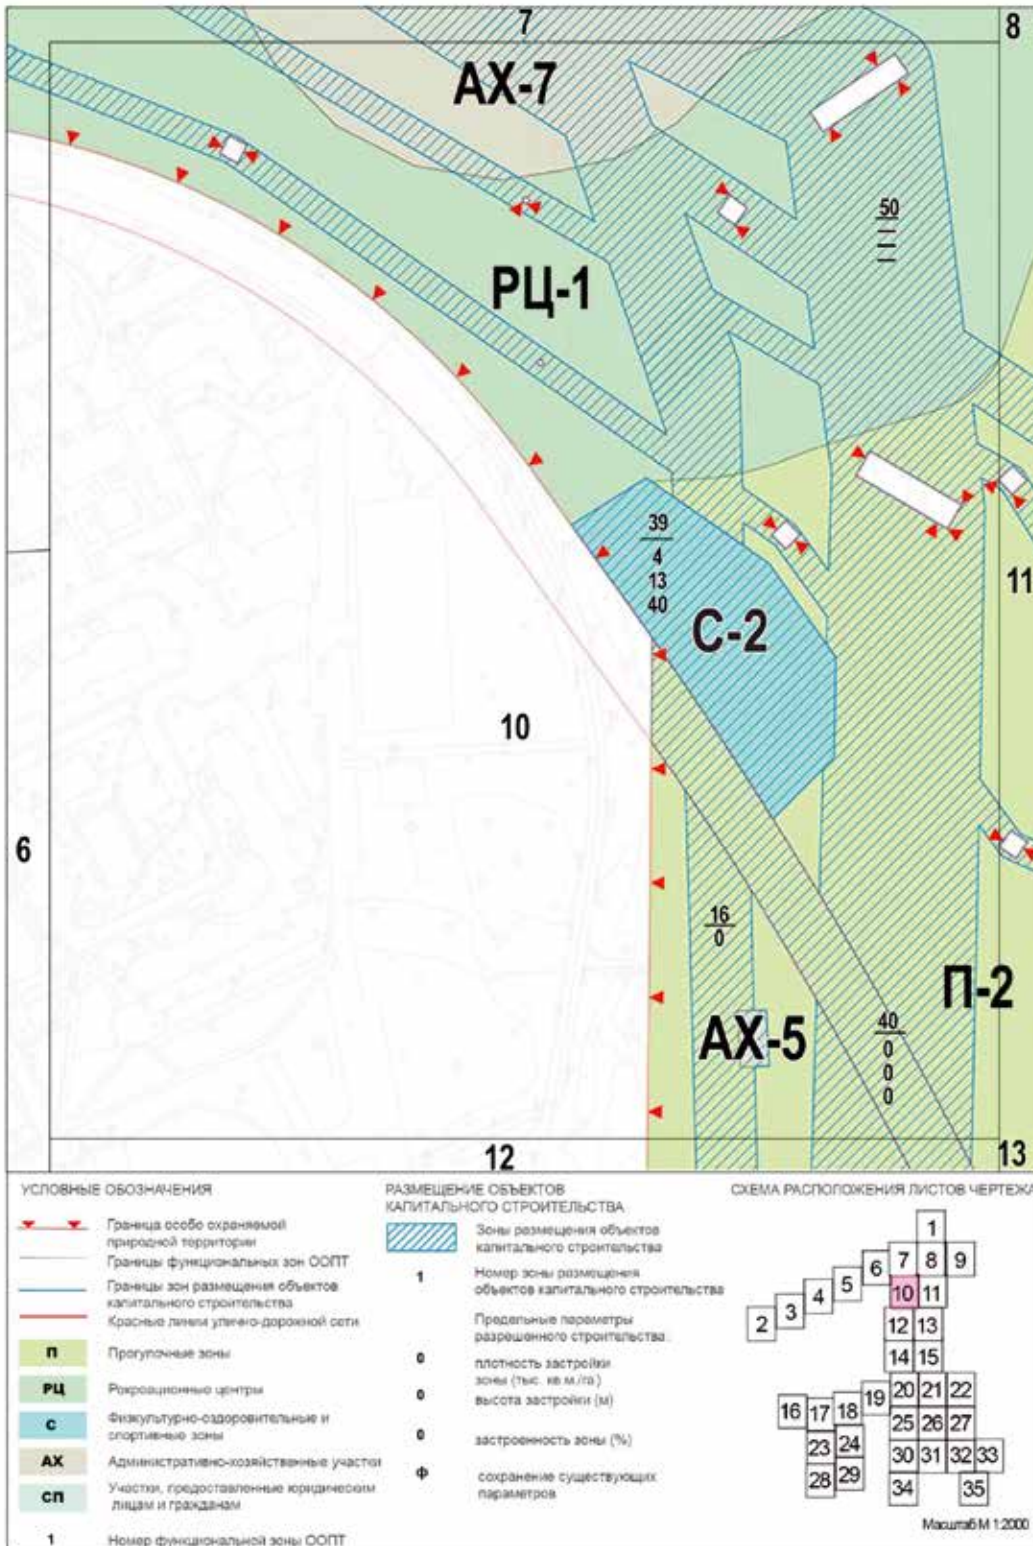 7
8
АХ-7
50
—
—
—
РЦ-1
39
4
13
40
11
С-2
10
6
16
0
П-2
40
0
0
0
АХ-5
12
13
УСЛОВНЫЕ ОБОЗНАЧЕНИЯ
Граница особо охраняемой
природной территории
Границы функциональных зон ООПТ
Границы зон размещения объектов
капитального строительства
Красные линии улично-дорожной сети
П
Прогулочные зоны
РЦ
Рекреационные центры
С
Физкультурно-оздоровительные и
спортивные зоны
АХ
Административно-хозяйственные участки
СП
Участки, предоставленные юридическим
лицам и гражданам
1
Номер функциональной зоны ООПТ
РАЗМЕЩЕНИЕ ОБЪЕКТОВ
КАПИТАЛЬНОГО СТРОИТЕЛЬСТВА
Зоны размещения объектов
капитального строительства
1
Номер зоны размещения
объектов капитального строительства
Предельные параметры
разрешенного строительства:
0
плотность застройки
зоны (тыс. кв.м./га)
0
высота застройки (м)
0
застроенность зоны (%)
Ф
сохранение существующих
параметров
СХЕМА РАСПОЛОЖЕНИЯ ЛИСТОВ ЧЕРТЕЖА
1
6 7 8 9
2 3 4 5 10 11
12 13
14 15
16 17 18 19 20 21 22
23 24 25 26 27
28 29 30 31 32 33
34 35
Масштаб М 1:2000